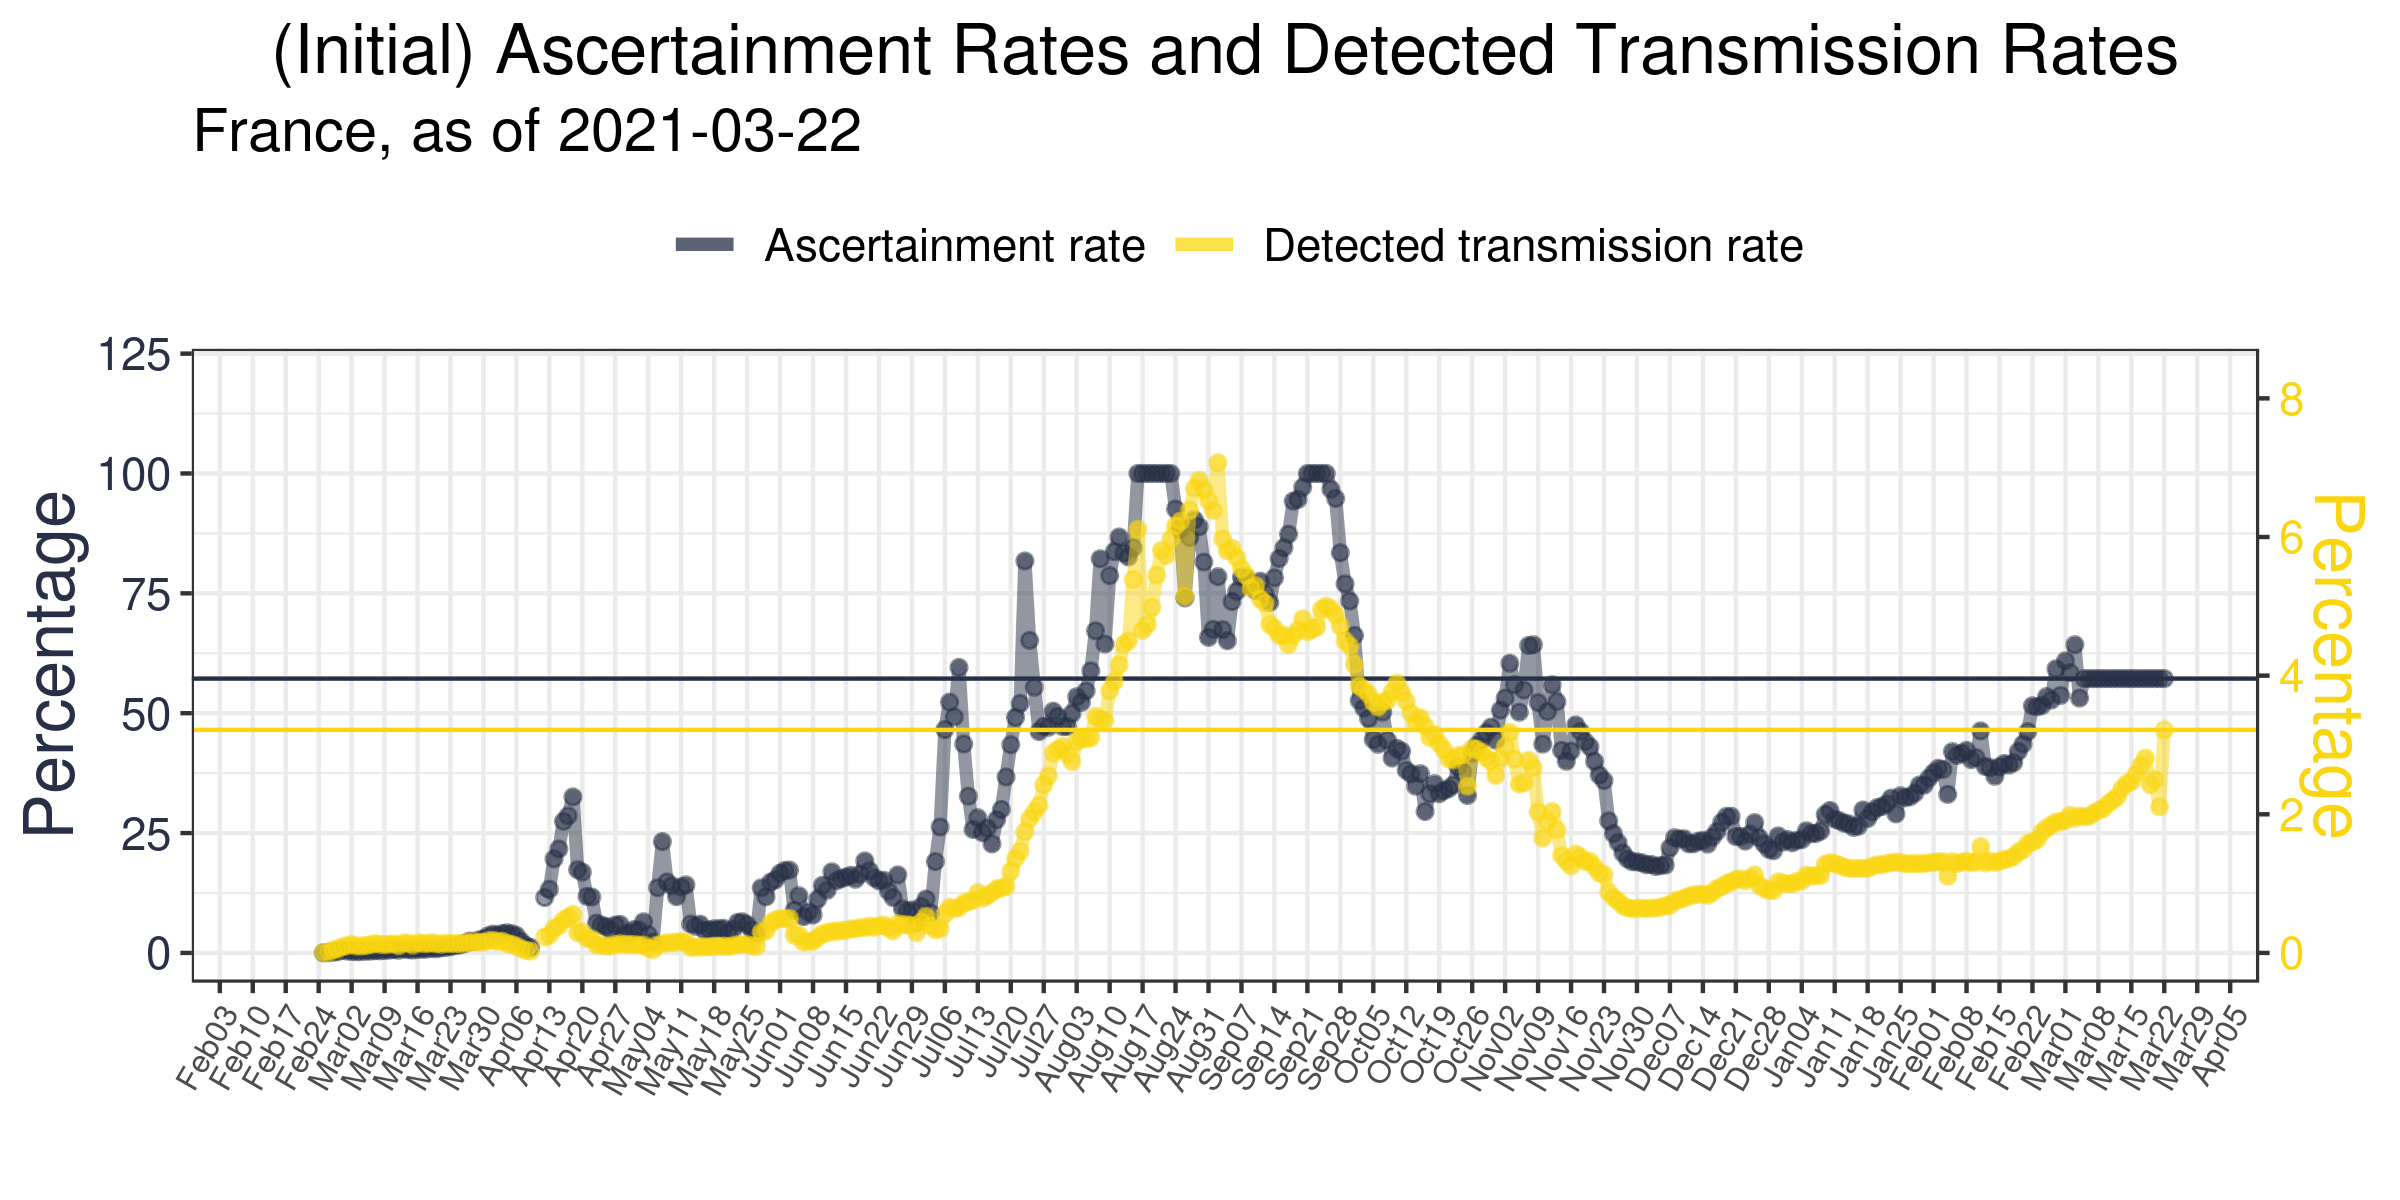 (Initial) Ascertainment Rates and Detected Transmission Rates
France, as of 2021-03-22
Ascertainment rate Detected transmission rate
125
100
75
50
25
0
Percentage
8
6
4
2
0
Percentage
Feb03 Feb10 Feb17 Feb24 Mar02 Mar09 Mar16 Mar23 Mar30 Apr06 Apr13 Apr20 Apr27 May04 May11 May18 May25 Jun01 Jun08 Jun15 Jun22 Jun29 Jul06 Jul13 Jul20 Jul27 Aug03 Aug10 Aug17 Aug24 Aug31 Sep07 Sep14 Sep21 Sep28 Oct05 Oct12 Oct19 Oct26 Nov02 Nov09 Nov16 Nov23 Nov30 Dec07 Dec14 Dec21 Dec28 Jan04 Jan11 Jan18 Jan25 Feb01 Feb08 Feb15 Feb22 Mar01 Mar08 Mar15 Mar22 Mar29 Apr05